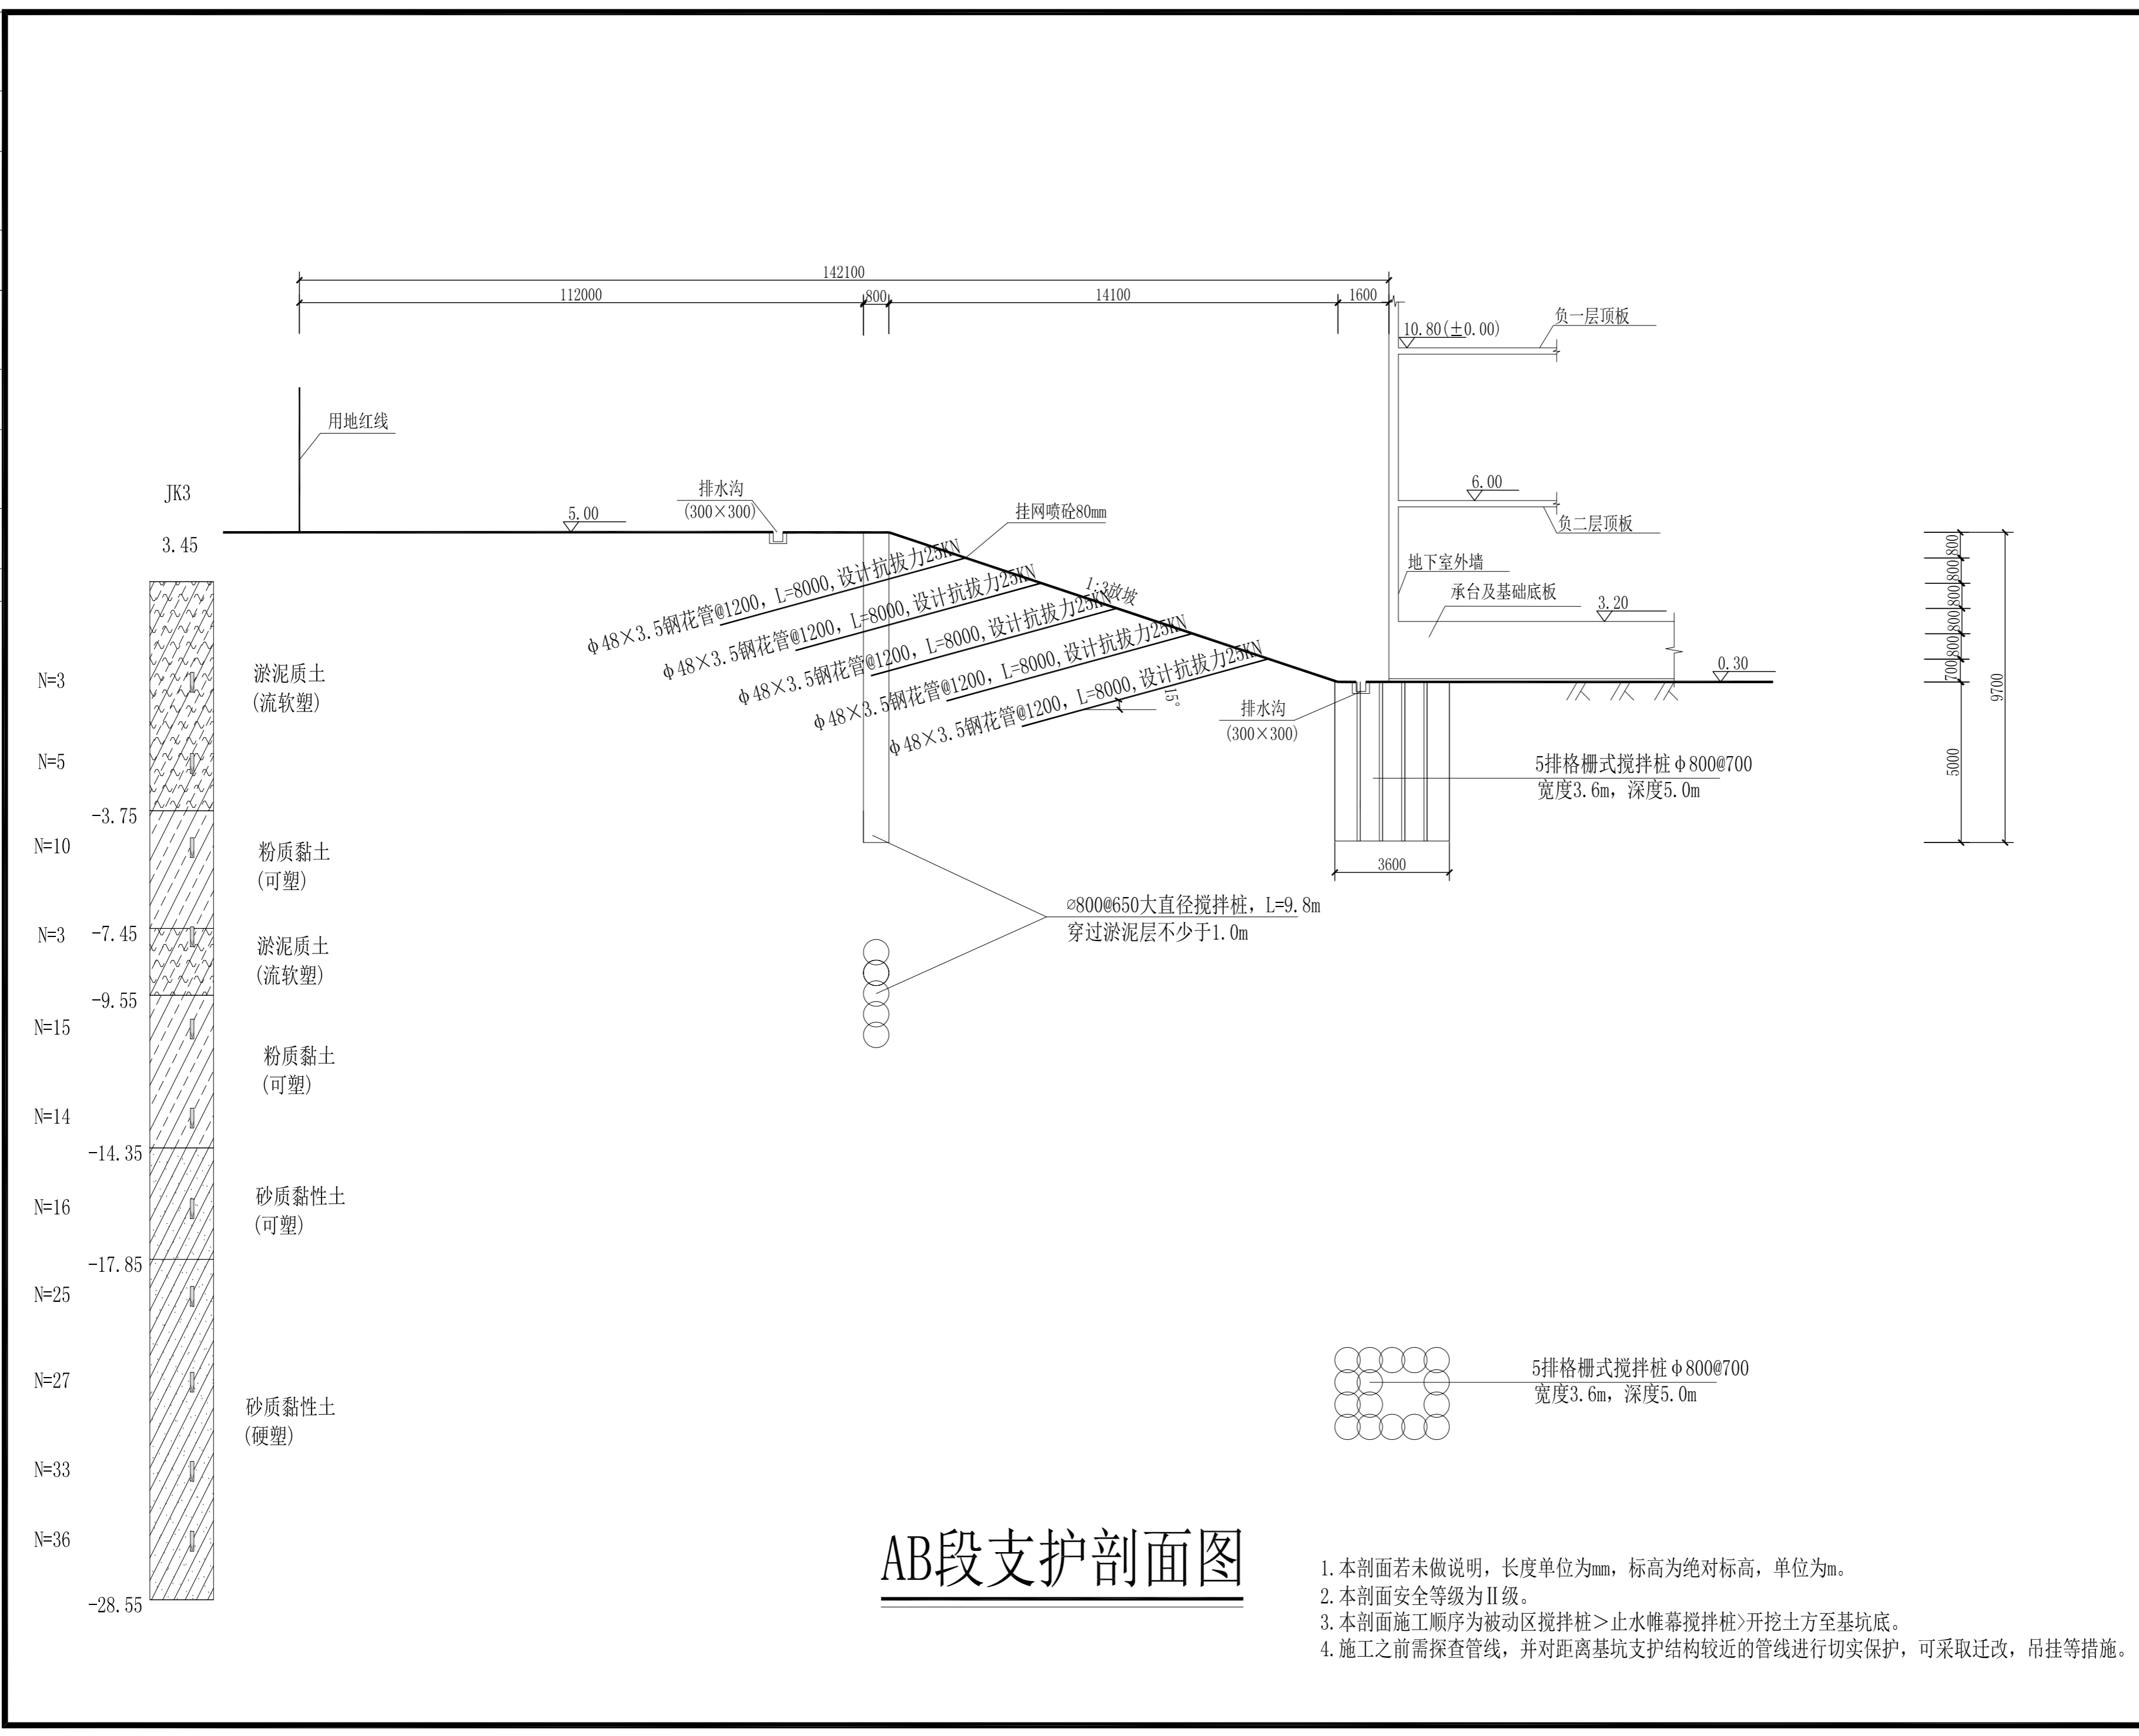 142100
112000
800
14100
1600
10.80(±0.00)
负一层顶板
用地红线
JK3
3.45
5.00
排水沟
(300×300)
挂网喷砼80mm
6.00
负二层顶板
地下室外墙
承台及基础底板
3.20
0.30
1:3放坡
φ48×3.5钢花管@1200, L=8000,设计抗拔力25KN
φ48×3.5钢花管@1200, L=8000,设计抗拔力25KN
φ48×3.5钢花管@1200, L=8000,设计抗拔力25KN
φ48×3.5钢花管@1200, L=8000,设计抗拔力25KN
φ48×3.5钢花管@1200, L=8000,设计抗拔力25KN
15°
排水沟
(300×300)
800
800
800
800
800
700
5000
9700
5排格栅式搅拌桩φ800@700
宽度3.6m, 深度5.0m
3600
⌀800@650大直径搅拌桩, L=9.8m
穿过淤泥层不少于1.0m
N=3
淤泥质土
(流软塑)
N=5
-3.75
N=10
粉质黏土
(可塑)
N=3
-7.45
淤泥质土
(流软塑)
-9.55
N=15
粉质黏土
(可塑)
N=14
-14.35
N=16
砂质黏性土
(可塑)
-17.85
N=25
N=27
砂质黏性土
(硬塑)
N=33
N=36
-28.55
5排格栅式搅拌桩φ800@700
宽度3.6m, 深度5.0m
AB段支护剖面图
1.本剖面若未做说明, 长度单位为mm, 标高为绝对标高, 单位为m。
2.本剖面安全等级为Ⅱ级。
3.本剖面施工顺序为被动区搅拌桩>止水帷幕搅拌桩>开挖土方至基坑底。
4.施工之前需探查管线, 并对距离基坑支护结构较近的管线进行切实保护, 可采取迁改, 吊挂等措施。